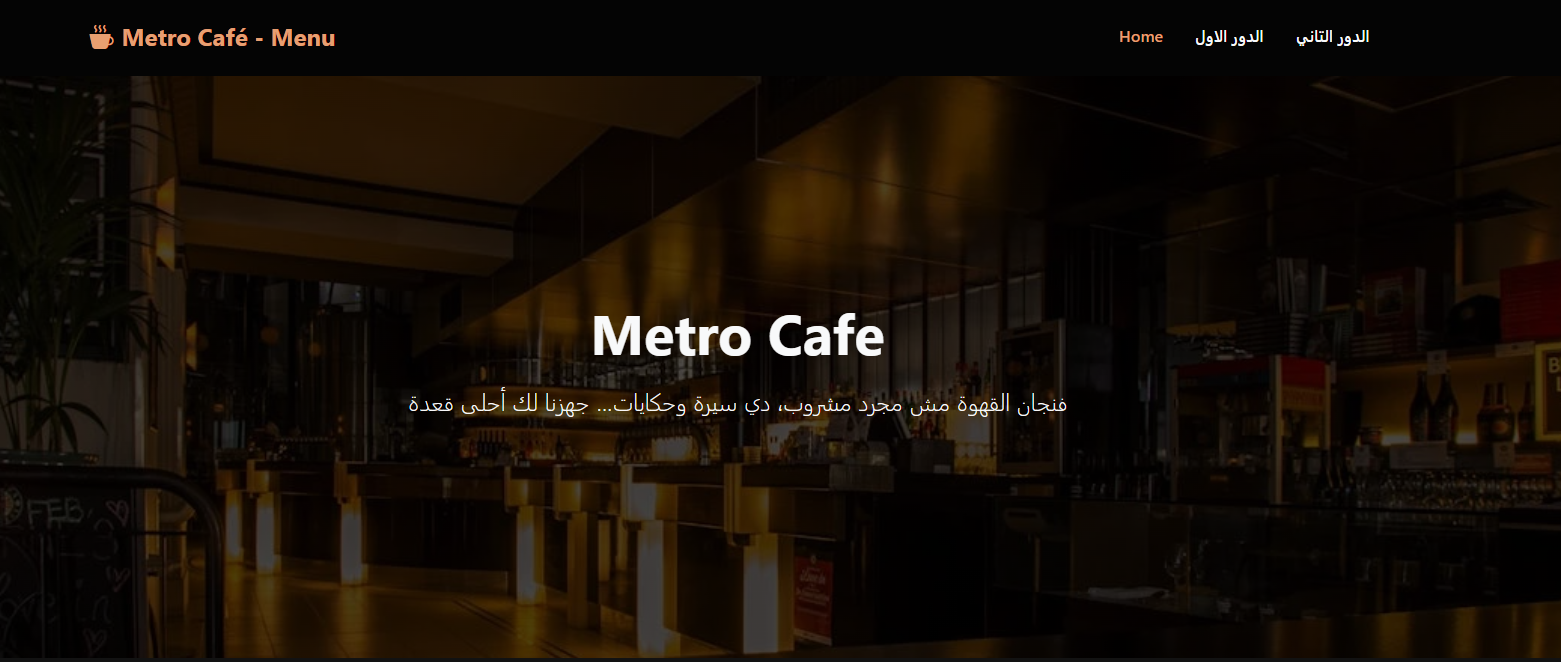 Metro Café - Menu
Home
الدور الاول
الدور التاني
Metro Cafe
فنجان القهوة مش مجرد مشروب، دي سيرة وحكايات... جهزنا لك أحلى قعدة
FEB,